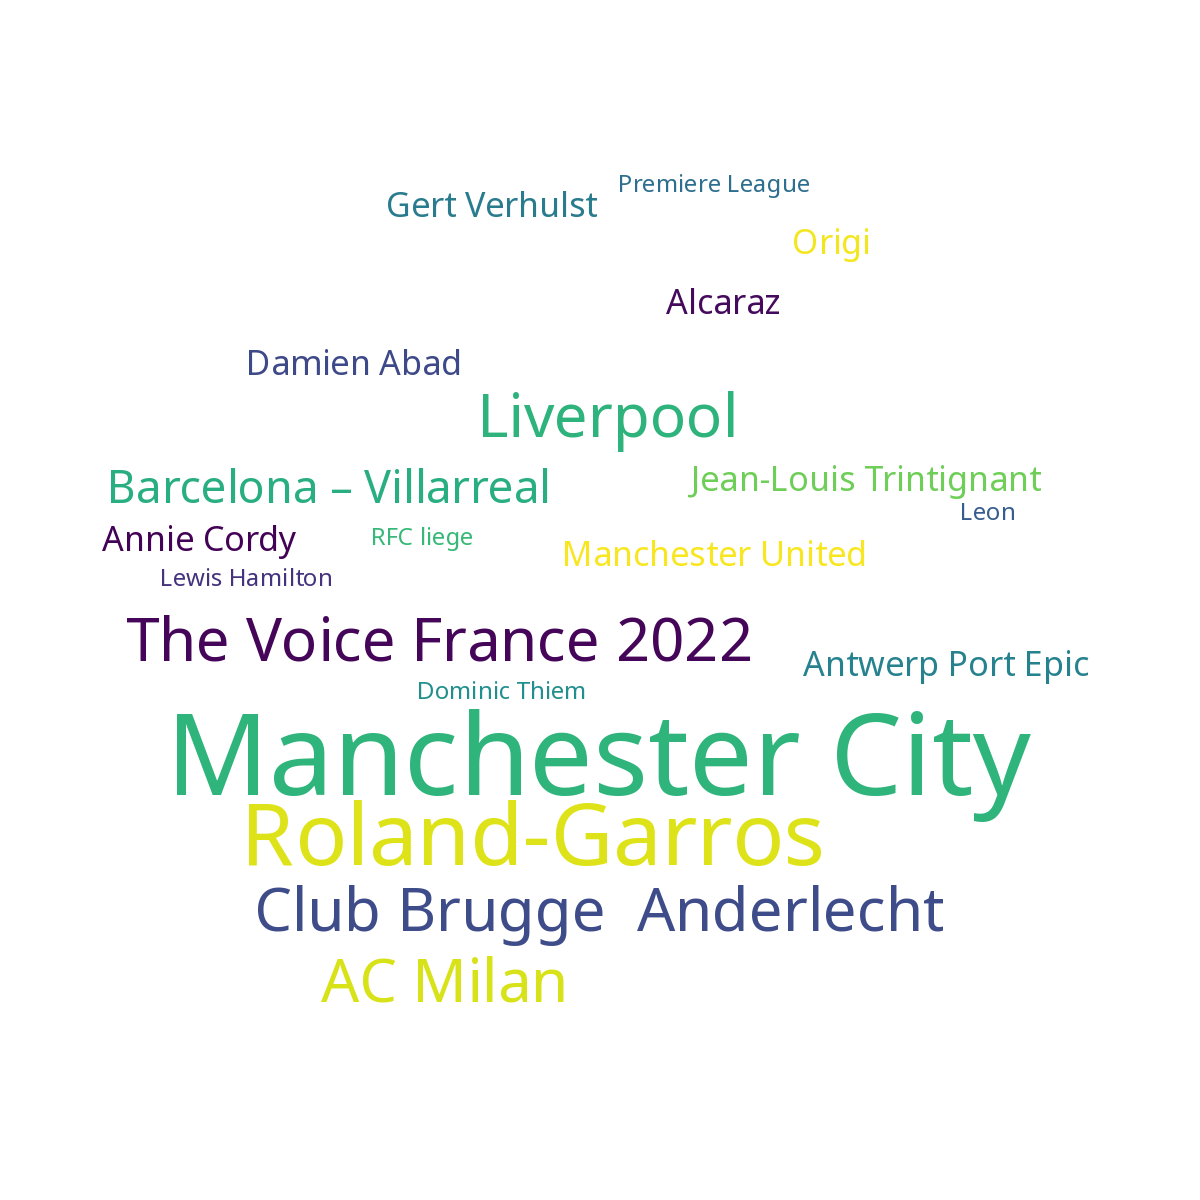 Premiere League
Gert Verhulst
Origi
Alcaraz
Damien Abad
Liverpool
Barcelona – Villarreal
Jean-Louis Trintignant
Leon
Annie Cordy
RFC liege
Manchester United
Lewis Hamilton
The Voice France 2022
Antwerp Port Epic
Dominic Thiem
Manchester City
Roland-Garros
Club Brugge Anderlecht
AC Milan